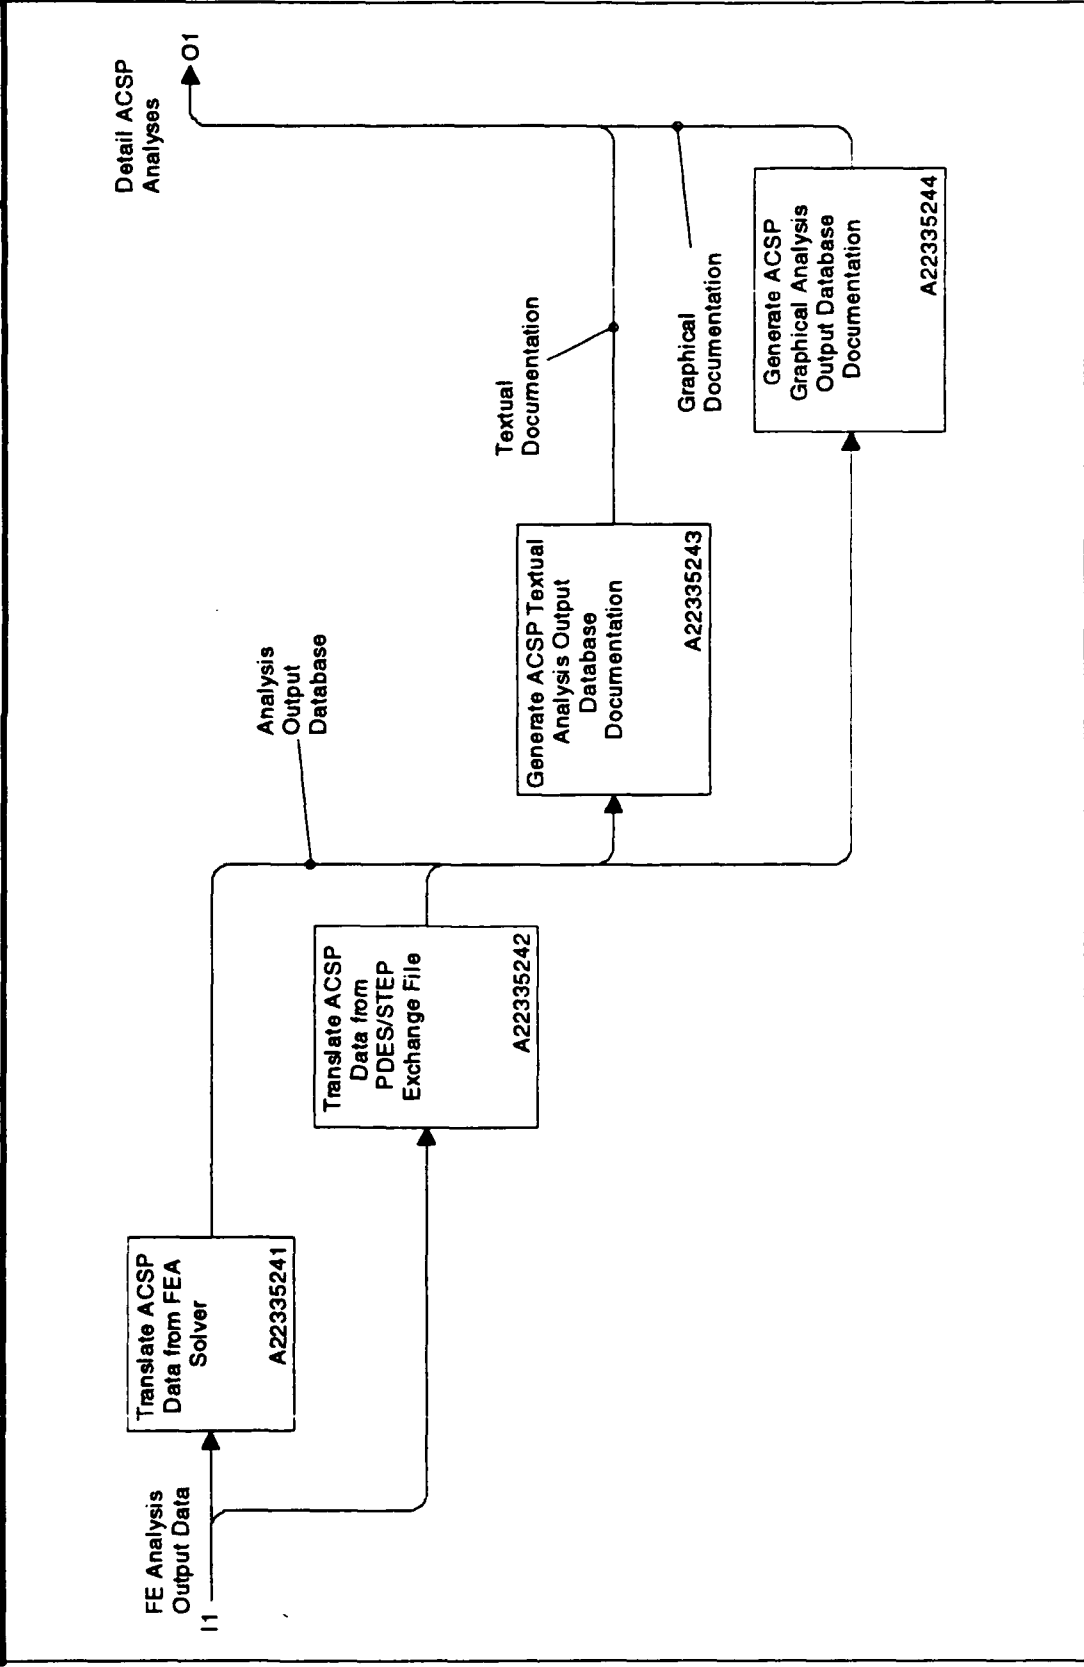 FE Analysis
Output Data
I1
Translate ACSP
Data from FEA
Solver
A22335241
Translate ACSP
Data from
PDES/STEP
Exchange File
A22335242
Analysis
Output
Database
Generate ACSP Textual
Analysis Output
Database
Documentation
A22335243
Textual
Documentation
Graphical
Documentation
Generate ACSP
Graphical Analysis
Output Database
Documentation
A22335244
Detail ACSP
Analyses
O1